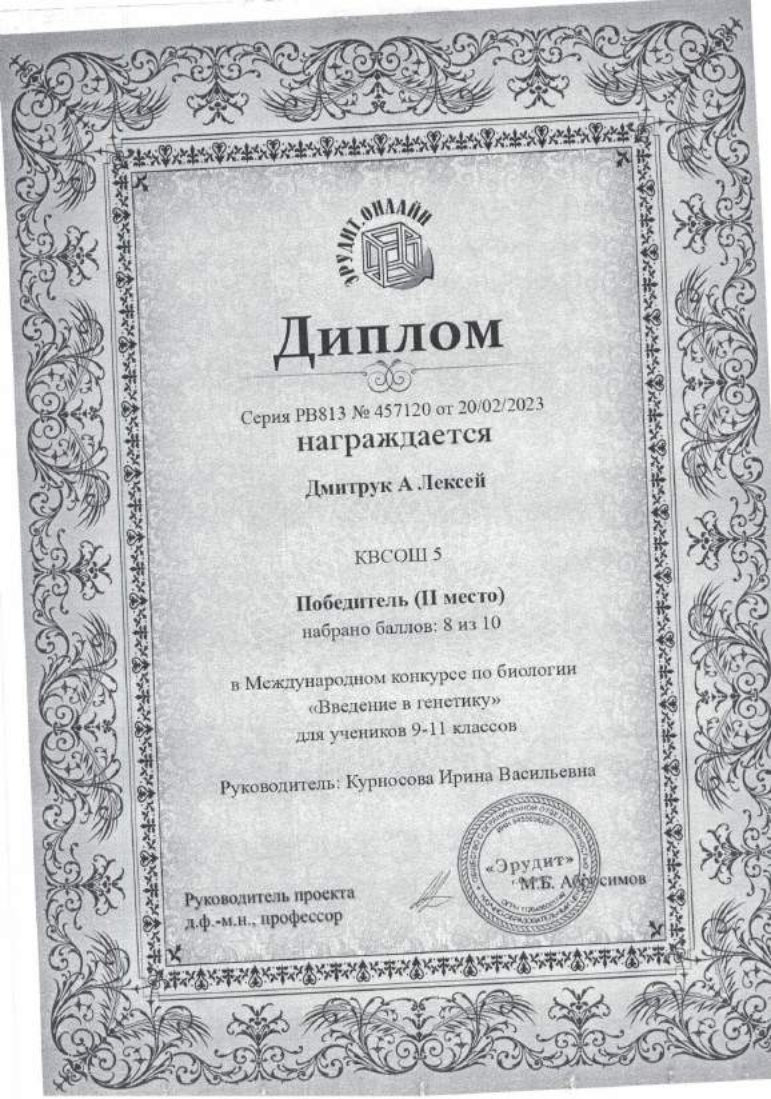 ЭРУДИТ.ОНЛАЙН
Диплом
Серия РВ813 № 457120 от 20/02/2023
награждается
Дмитрук А Лексей
КВСОШ 5
Победитель (II место)
набрано баллов: 8 из 10
в Международном конкурсе по биологии
«Введение в генетику»
для учеников 9-11 классов
Руководитель: Курносова Ирина Васильевна
«Эрудит»
Руководитель проекта
М.Б. Абросимов
д.ф.-м.н., профессор